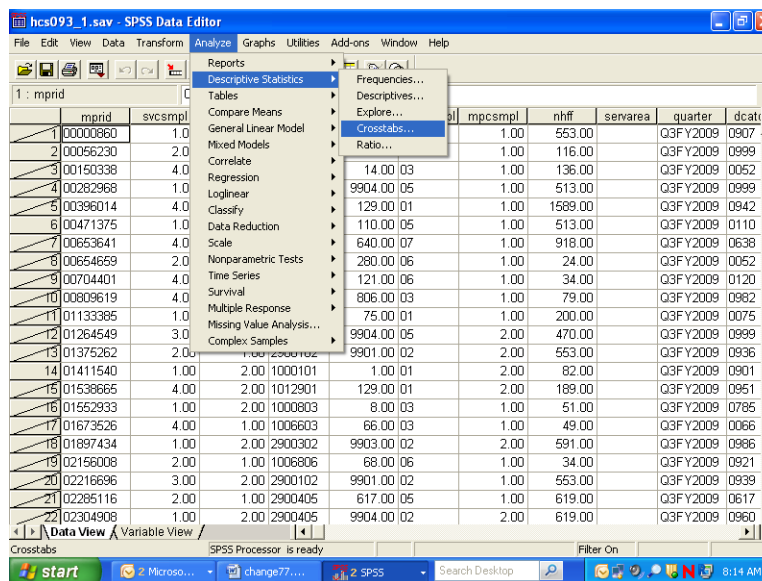 hcs093_1.sav - SPSS Data Editor
File Edit View Data Transform Analyze Graphs Utilities Add-ons Window Help
1 : mprid
Reports
Descriptive Statistics
Tables
Compare Means
General Linear Model
Mixed Models
Correlate
Regression
Loglinear
Classify
Data Reduction
Scale
Nonparametric Tests
Time Series
Survival
Multiple Response
Missing Value Analysis...
Complex Samples
Frequencies...
Descriptives...
Explore...
Crosstabs...
Ratio...
mprid svcsmpl mpcsmpl nhff servarea quarter dcatc
1 00000860 1.0 1.00 553.00 Q3FY2009 0907
2 00056230 2.0 1.00 116.00 Q3FY2009 0999
3 00150338 4.0 14.00 03 1.00 136.00 Q3FY2009 0052
4 00282968 1.0 9904.00 05 1.00 513.00 Q3FY2009 0999
5 00396014 4.0 129.00 01 1.00 1589.00 Q3FY2009 0942
6 00471375 1.0 110.00 05 1.00 513.00 Q3FY2009 0110
7 00653641 4.0 640.00 07 1.00 918.00 Q3FY2009 0638
8 00654659 2.0 280.00 06 1.00 24.00 Q3FY2009 0052
9 00704401 4.0 121.00 06 1.00 34.00 Q3FY2009 0120
10 00809619 4.0 806.00 03 1.00 79.00 Q3FY2009 0982
11 01133385 1.0 75.00 01 1.00 200.00 Q3FY2009 0075
12 01264549 3.0 9904.00 05 2.00 470.00 Q3FY2009 0999
13 01375262 2.00 1.00 2900102 9901.00 02 2.00 553.00 Q3FY2009 0936
14 01411540 1.00 2.00 1000101 1.00 01 2.00 82.00 Q3FY2009 0901
15 01538665 4.00 2.00 1012901 129.00 01 2.00 189.00 Q3FY2009 0951
16 01552933 1.00 2.00 1000803 8.00 03 1.00 51.00 Q3FY2009 0785
17 01673526 4.00 1.00 1006603 66.00 03 1.00 49.00 Q3FY2009 0066
18 01897434 1.00 2.00 2900302 9903.00 02 2.00 591.00 Q3FY2009 0986
19 02156008 2.00 1.00 1006806 68.00 06 1.00 34.00 Q3FY2009 0921
20 02216696 3.00 2.00 2900102 9901.00 02 2.00 553.00 Q3FY2009 0939
21 02285116 2.00 1.00 2900405 617.00 05 1.00 619.00 Q3FY2009 0617
22 02304908 1.00 2.00 2900405 9904.00 02 2.00 619.00 Q3FY2009 0960
Data View Variable View
Crosstabs SPSS Processor is ready Filter On
start 2 Microso... change77.... 2 SPSS Search Desktop 8:14 AM